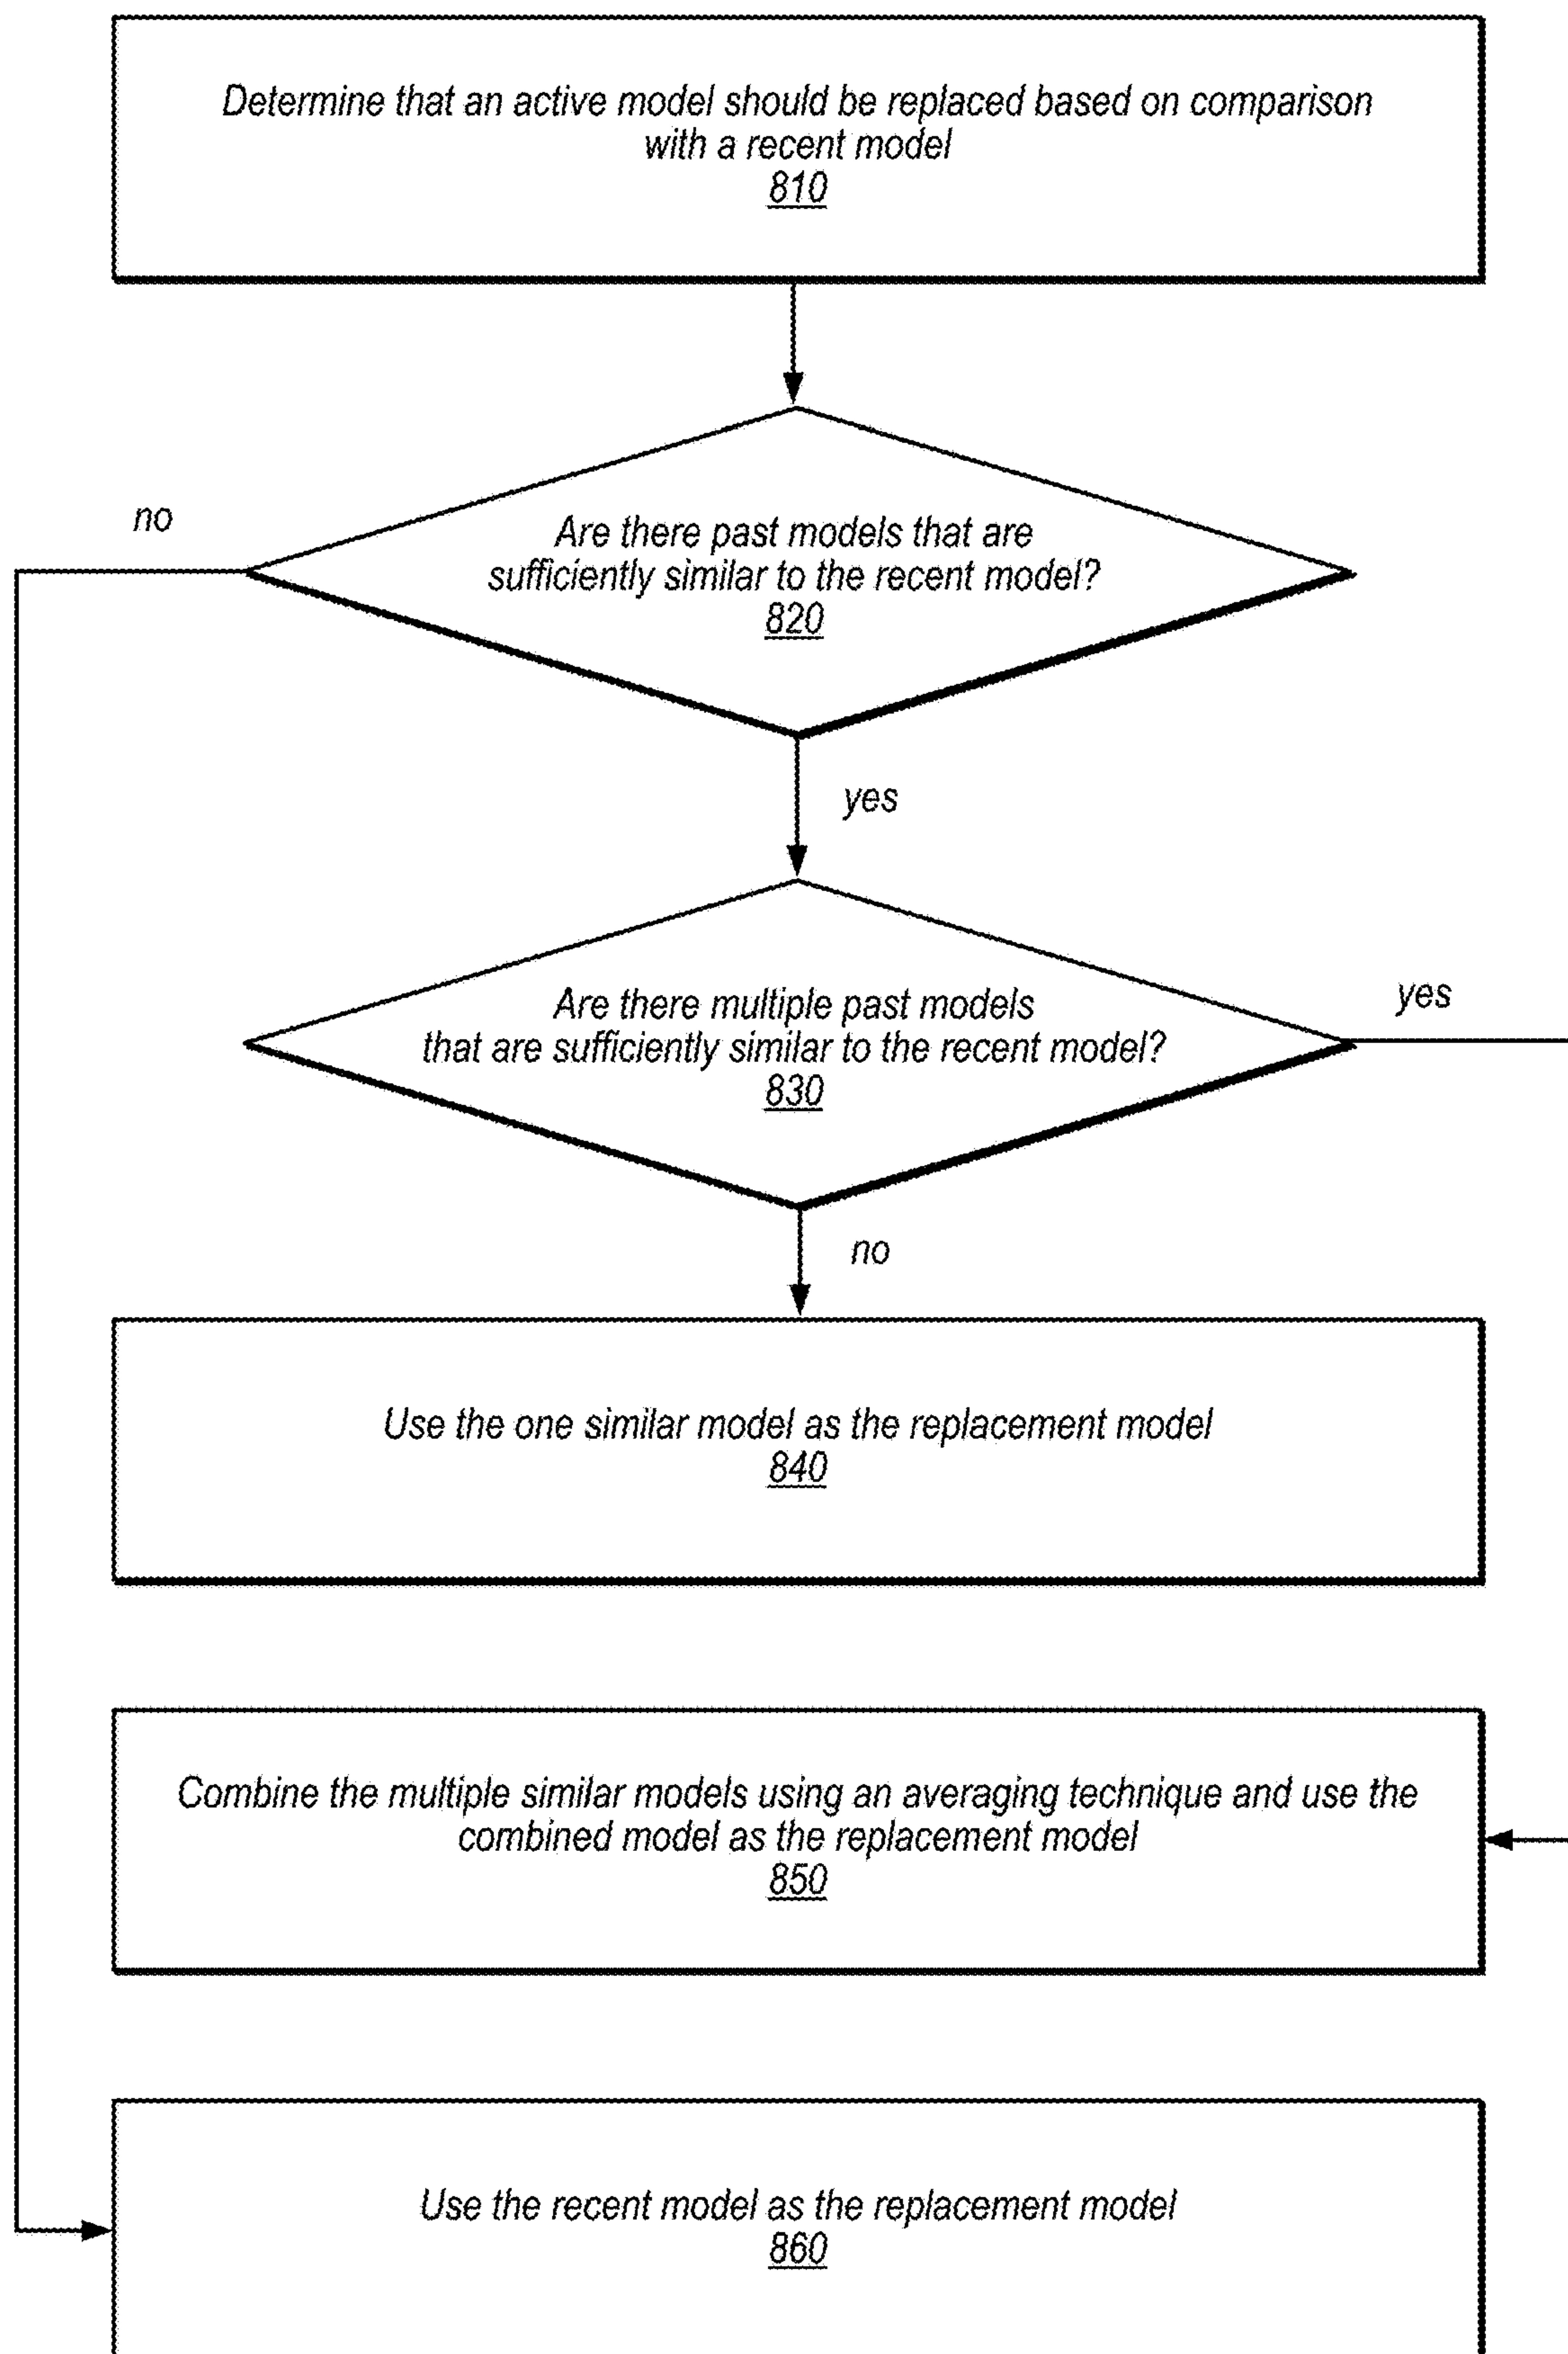 Determine that an active model should be replaced based on comparison
with a recent model
810
no
Are there past models that are
sufficiently similar to the recent model?
820
yes
Are there multiple past models
that are sufficiently similar to the recent model?
830
yes
no
Use the one similar model as the replacement model
840
Combine the multiple similar models using an averaging technique and use the
combined model as the replacement model
850
Use the recent model as the replacement model
860